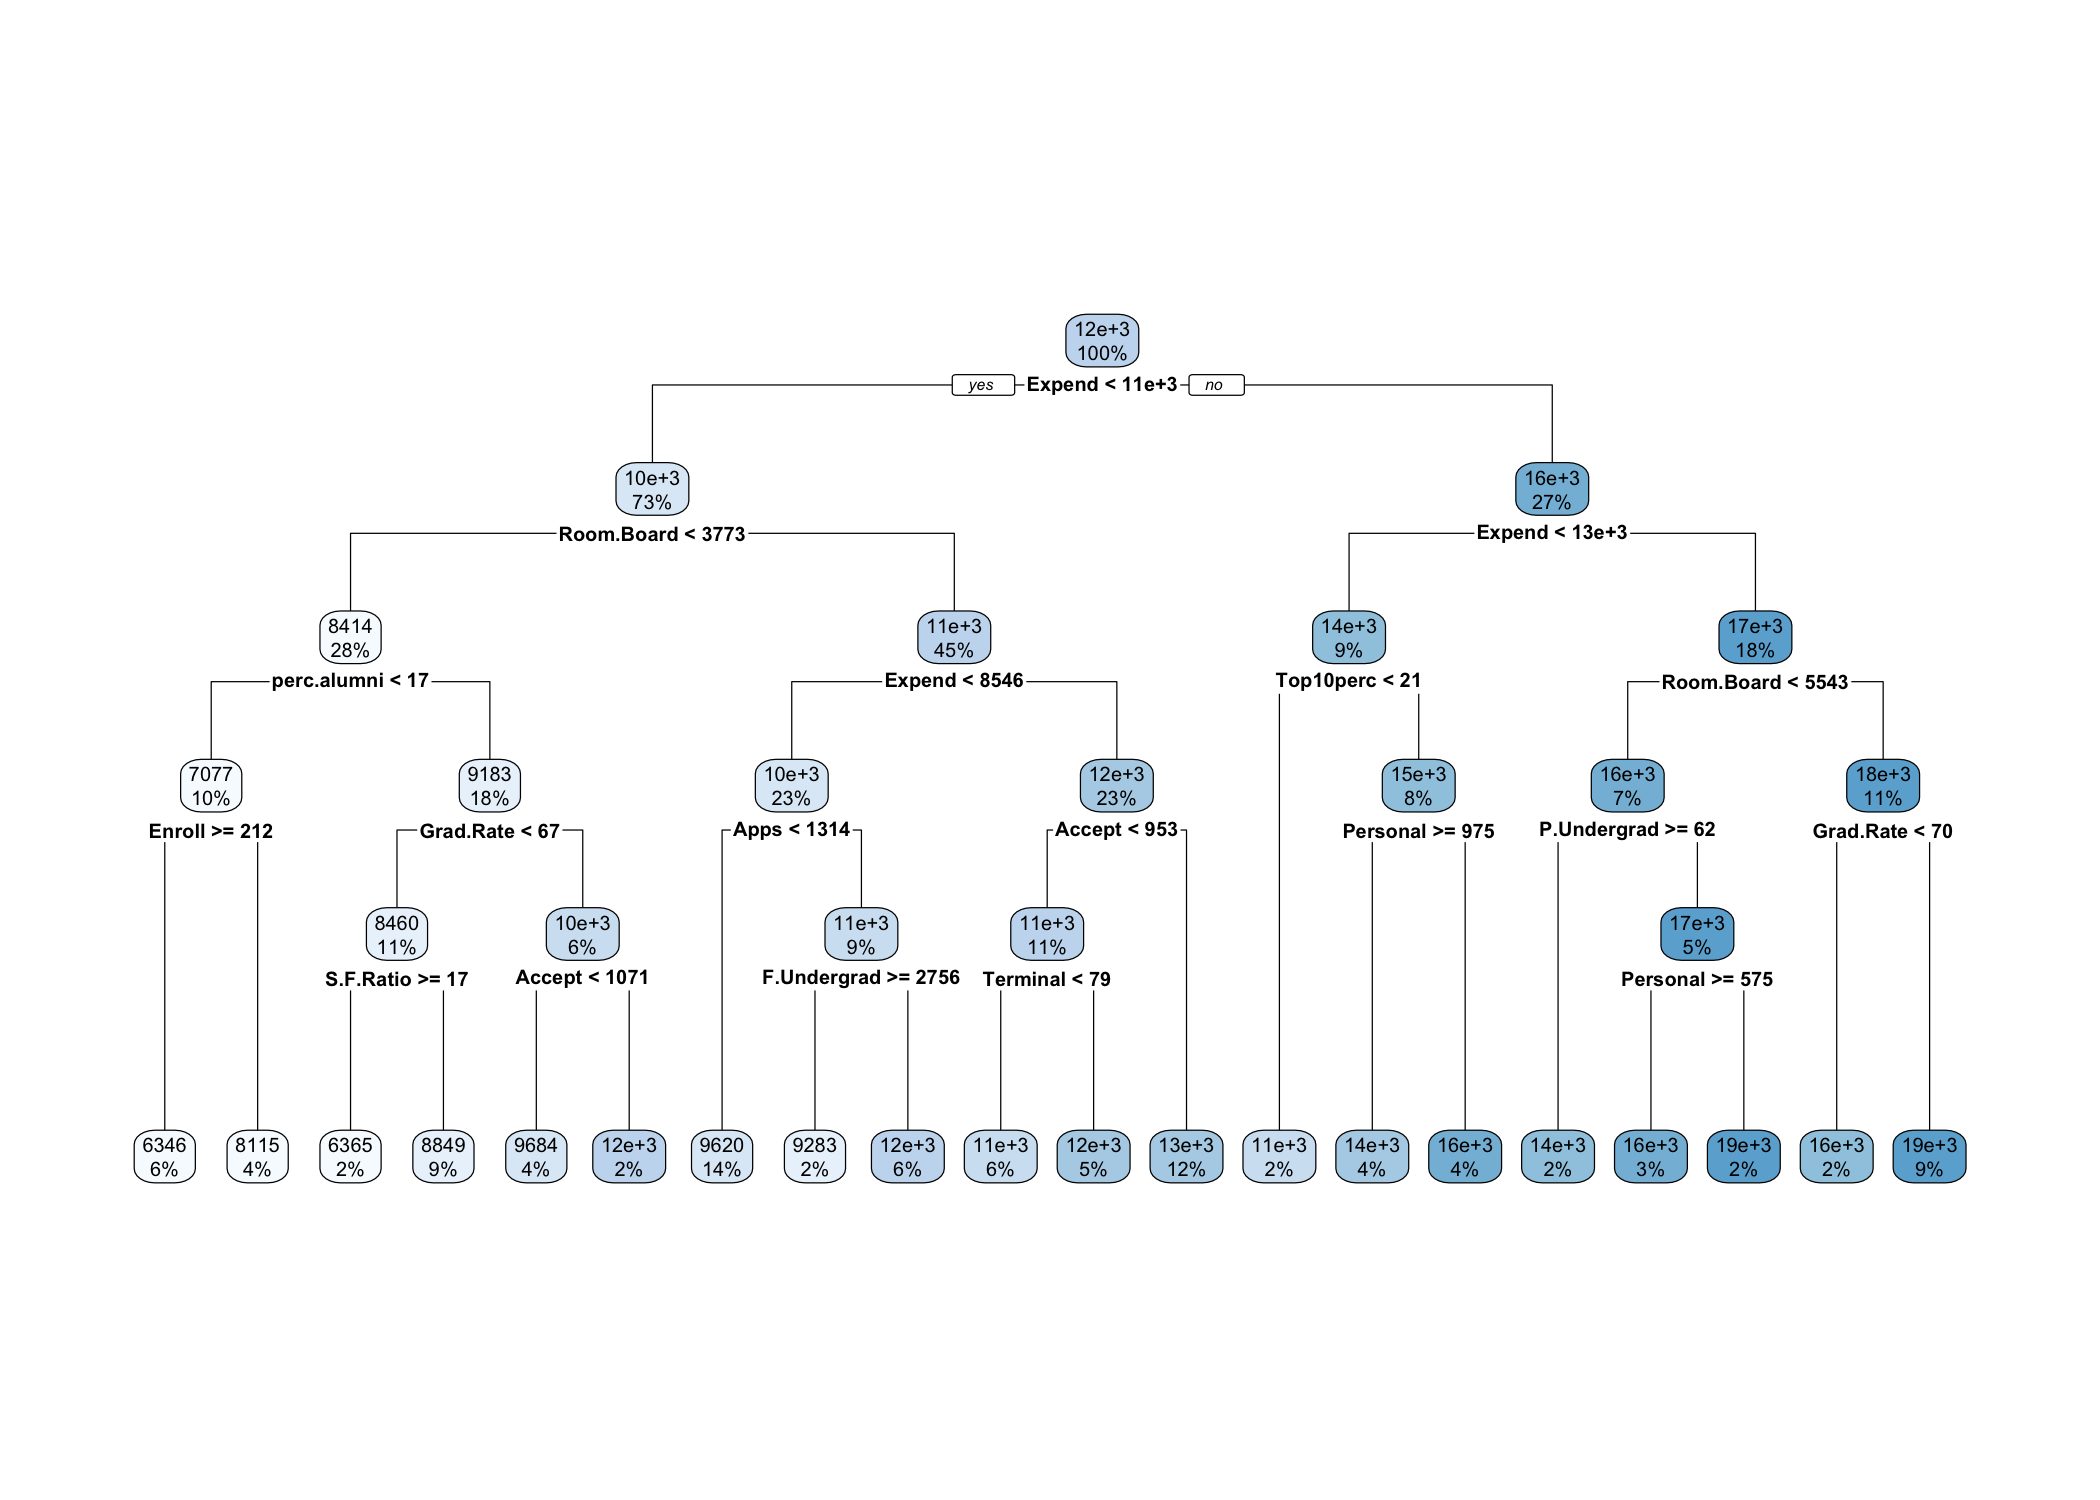 12e+3
100%
yes Expend < 11e+3 no
10e+3
73%
16e+3
27%
Room.Board < 3773
Expend < 13e+3
8414
28%
11e+3
45%
14e+3
9%
17e+3
18%
perc.alumni < 17
Expend < 8546
Top10perc < 21
Room.Board < 5543
7077
10%
9183
18%
10e+3
23%
12e+3
23%
15e+3
8%
16e+3
7%
18e+3
11%
Enroll >= 212
Grad.Rate < 67
Apps < 1314
Accept < 953
Personal >= 975
P.Undergrad >= 62
Grad.Rate < 70
8460
11%
10e+3
6%
11e+3
9%
11e+3
11%
17e+3
5%
S.F.Ratio >= 17
Accept < 1071
F.Undergrad >= 2756
Terminal < 79
Personal >= 575
6346
6%
8115
4%
6365
2%
8849
9%
9684
4%
12e+3
2%
9620
14%
9283
2%
12e+3
6%
11e+3
6%
12e+3
5%
13e+3
12%
11e+3
2%
14e+3
4%
16e+3
4%
14e+3
2%
16e+3
3%
19e+3
2%
16e+3
2%
19e+3
9%